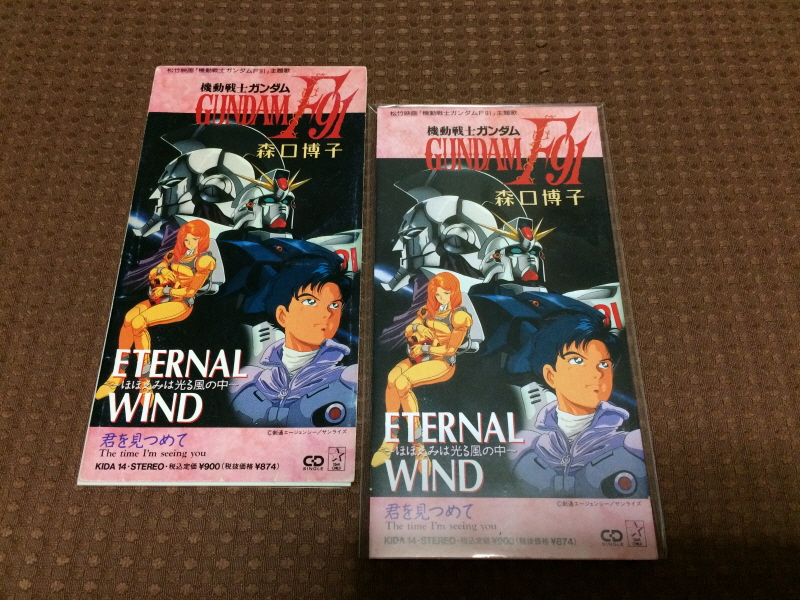 松竹映画「機動戦士ガンダムF91」主題歌
機動戦士ガンダム
GUNDAM F91
森口博子
91
ETERNAL
～ほほえみは光る風の中～
WIND
©創通エージェンシー/サンライズ
君を見つめて
The time I'm seeing you
KIDA 14・STEREO・税込定価¥900(税抜価格¥874)
CD
SINGLE
松竹映画「機動戦士ガンダムF91」主題歌
機動戦士ガンダム
GUNDAM F91
森口博子
91
ETERNAL
～ほほえみは光る風の中～
WIND
©創通エージェンシー/サンライズ
君を見つめて
The time I'm seeing you
KIDA 14・STEREO・税込定価¥900(税抜価格¥874)
CD
SINGLE